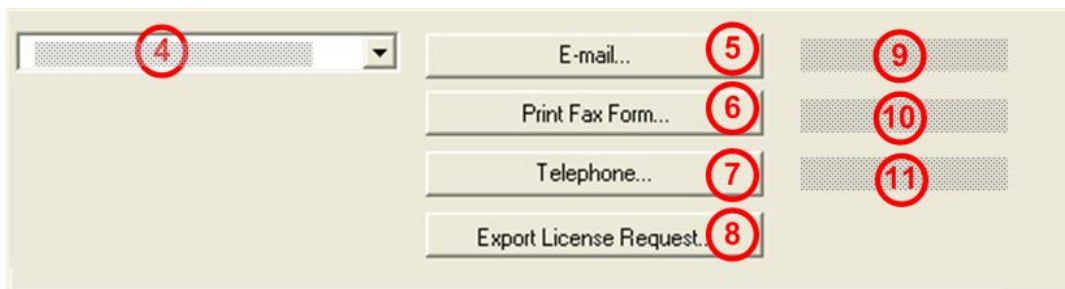 4
E-mail... 5 9
Print Fax Form... 6 10
Telephone... 7 11
Export License Request... 8